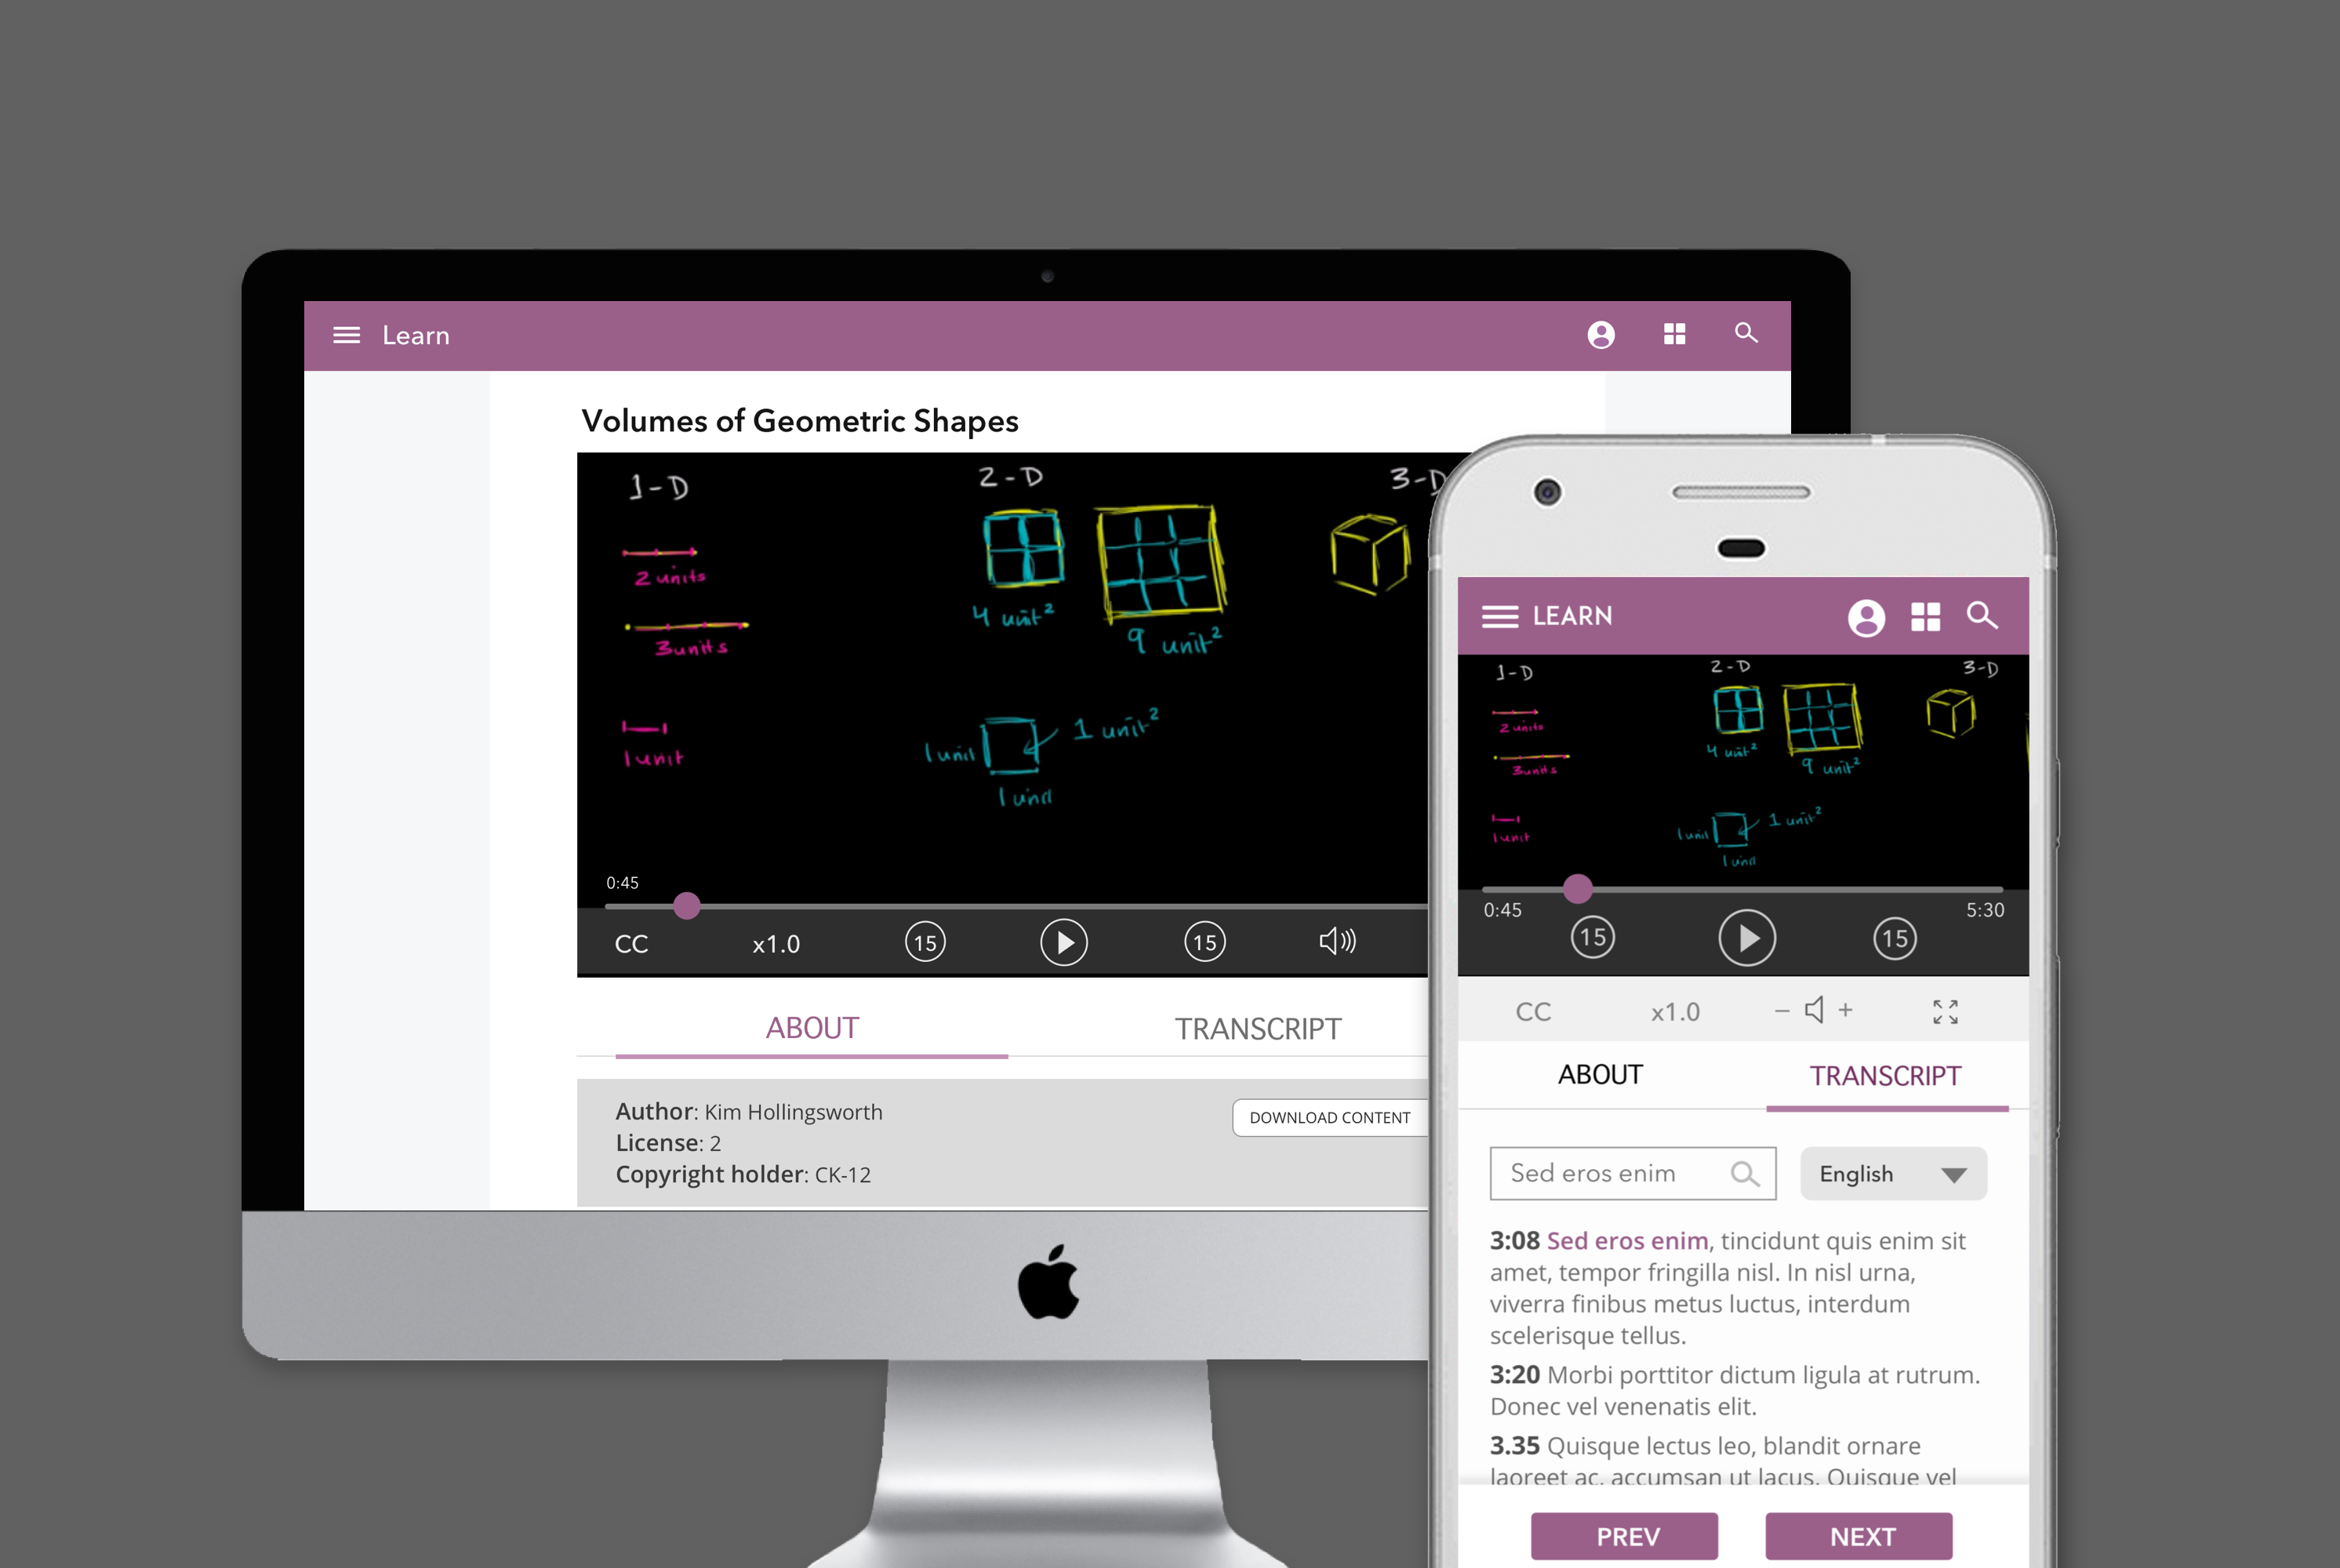 Learn
Volumes of Geometric Shapes
1-D
2-D
3-D
2 units
3 units
4 unit²
9 unit²
1 unit
1 unit
1 unit²
1 unit
0:45
CC
x1.0
15
15
ABOUT
TRANSCRIPT
Author: Kim Hollingsworth
DOWNLOAD CONTENT
License: 2
Copyright holder: CK-12
LEARN
1-D
2-D
3-D
2 units
3 units
4 unit²
9 unit²
1 unit
1 unit
1 unit²
1 unit
0:45
5:30
15
15
CC
x1.0
− +
ABOUT
TRANSCRIPT
Sed eros enim
English
3:08 Sed eros enim, tincidunt quis enim sit
amet, tempor fringilla nisl. In nisl urna,
viverra finibus metus luctus, interdum
scelerisque tellus.
3:20 Morbi porttitor dictum ligula at rutrum.
Donec vel venenatis elit.
3.35 Quisque lectus leo, blandit ornare
laoreet ac, accumsan ut lacus. Quisque vel
PREV
NEXT